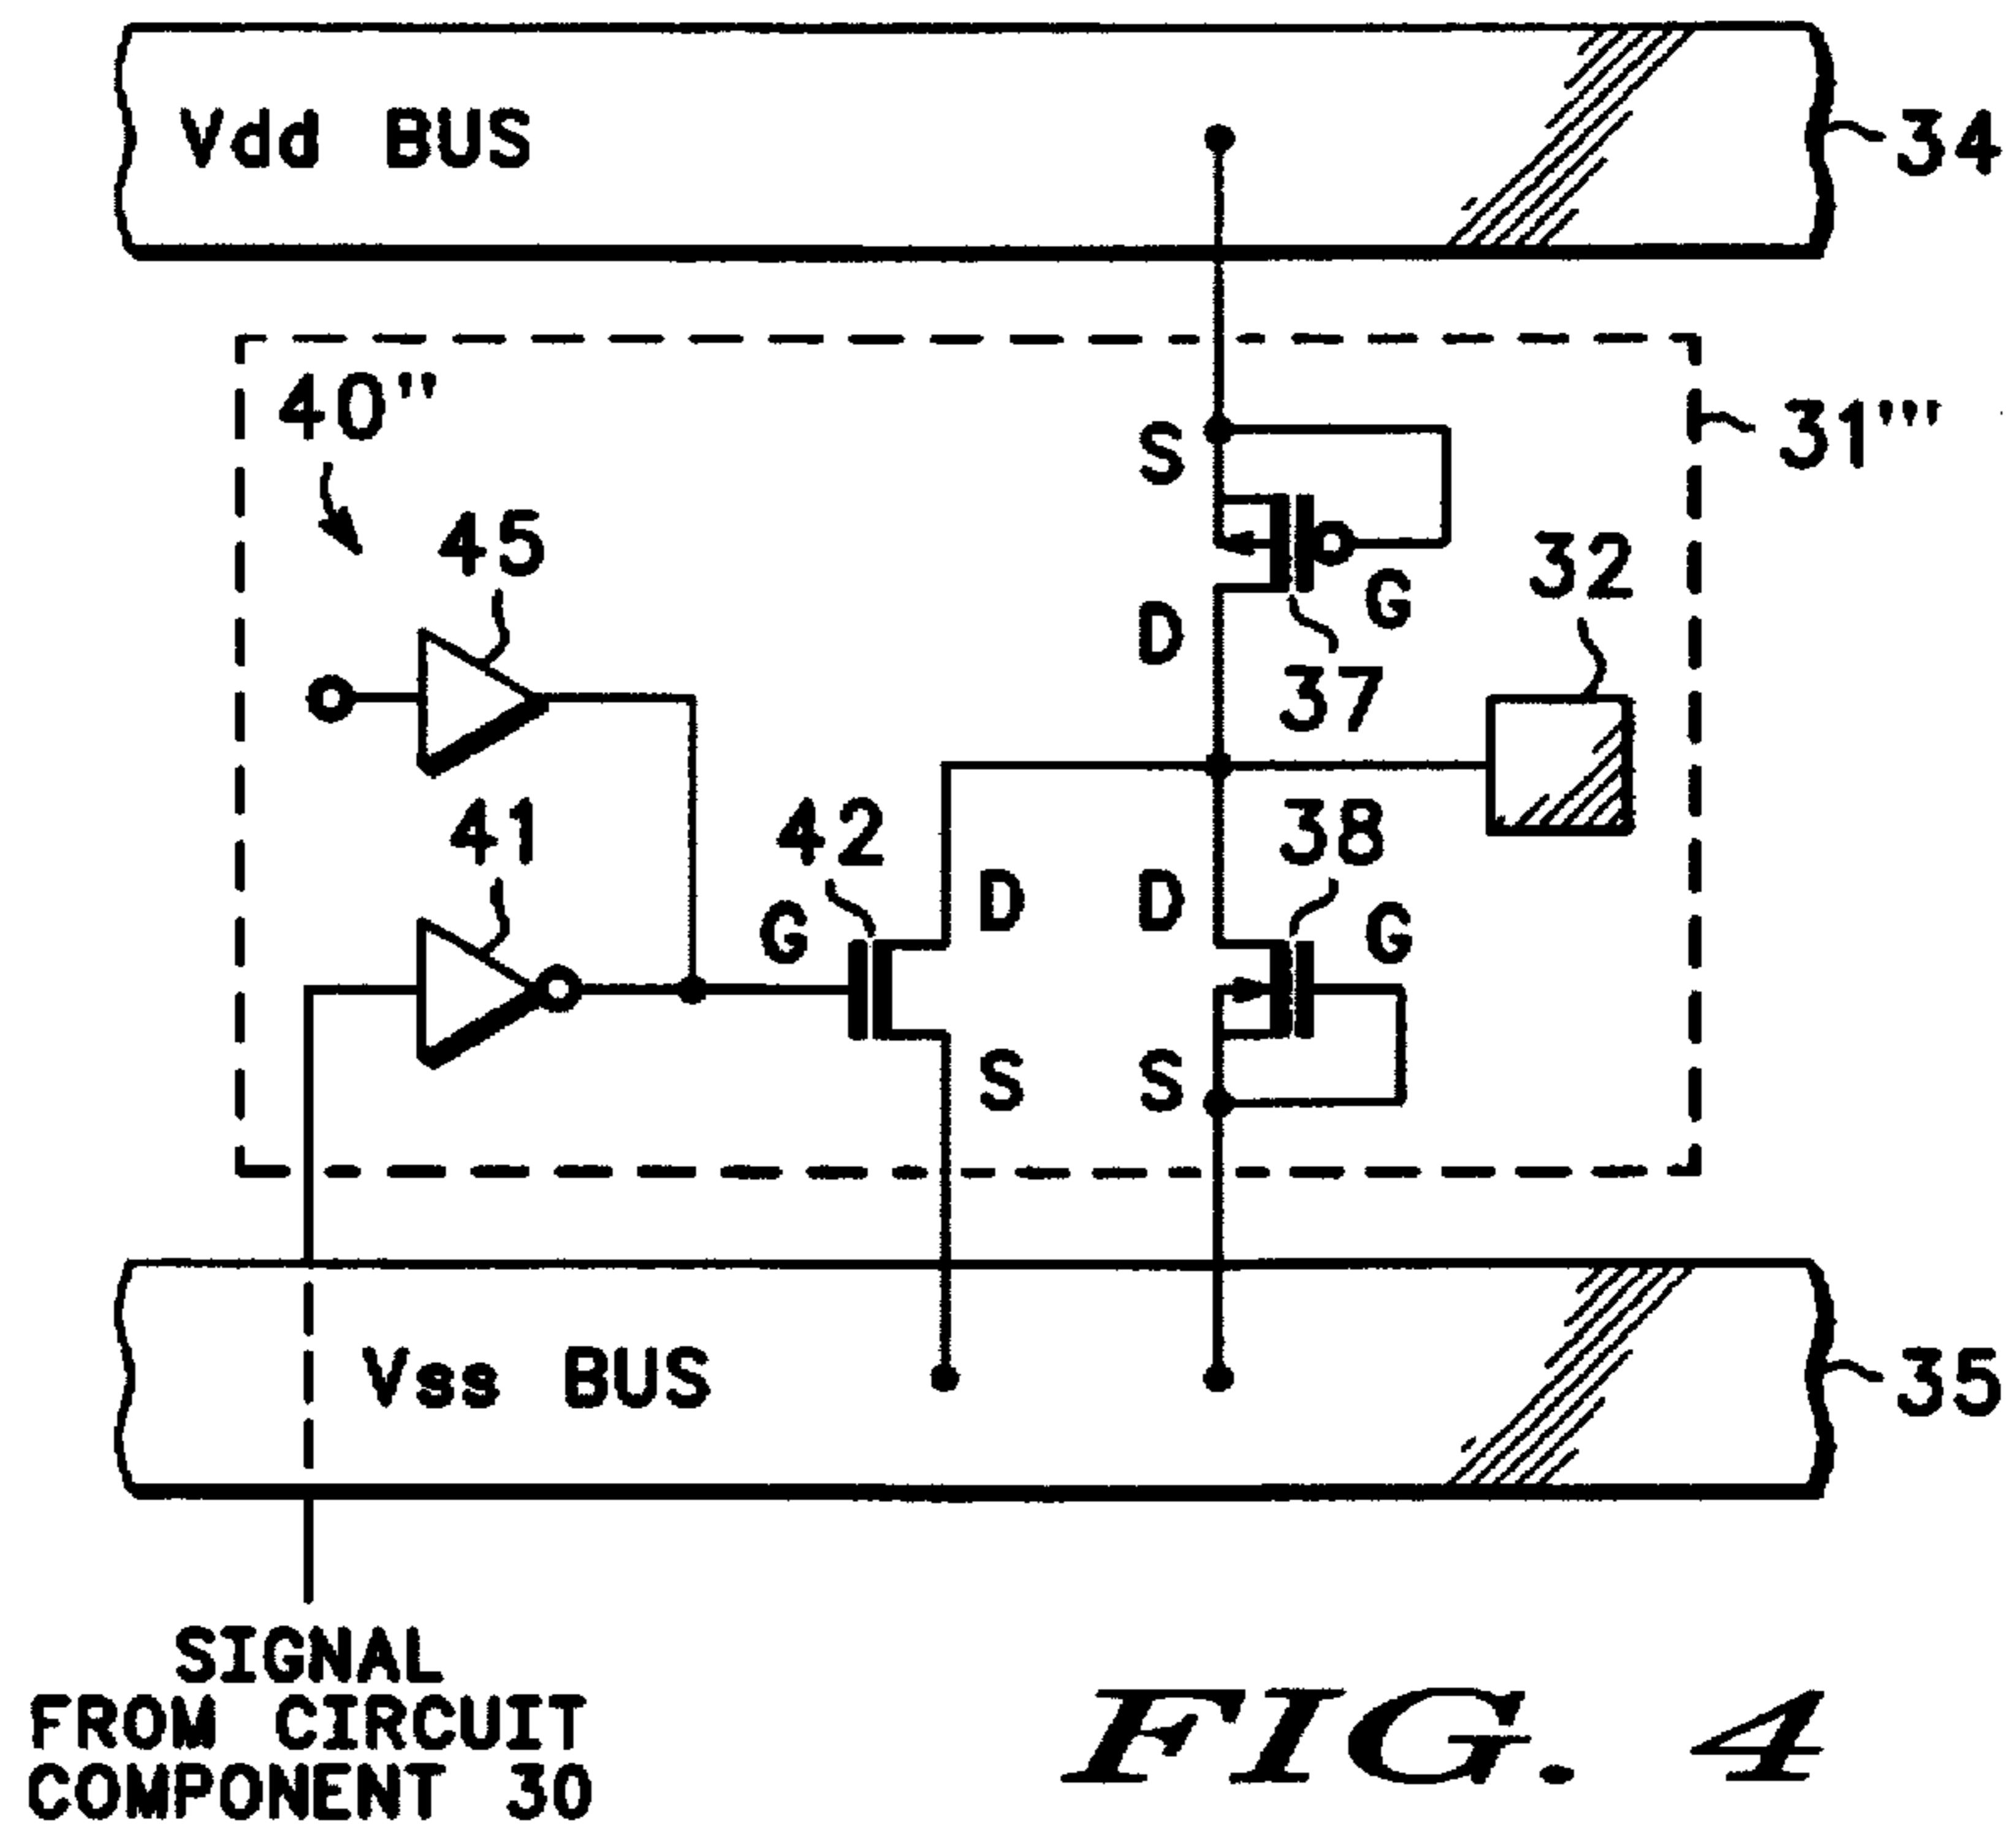 Vdd BUS
34
40"
31"'
S
45
32
G
D
37
41
42
38
G
D
D
G
S
S
Vss BUS
35
SIGNAL
FROM CIRCUIT
COMPONENT 30
FIG. 4